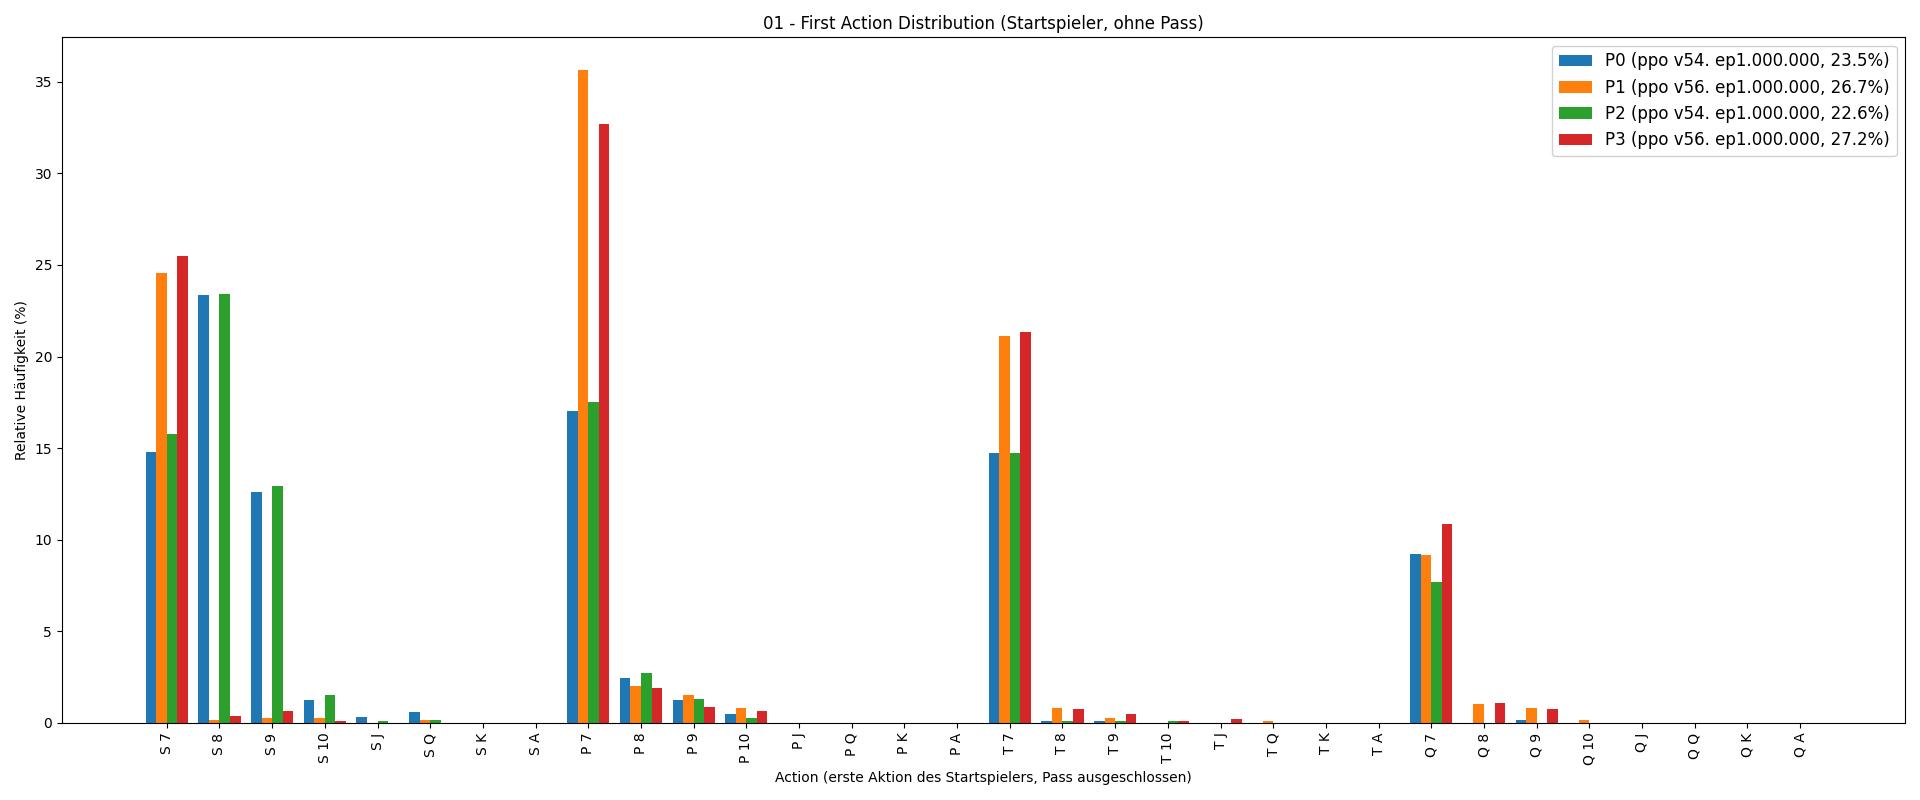 01 - First Action Distribution (Startspieler, ohne Pass)
P0 (ppo v54. ep1.000.000, 23.5%)
P1 (ppo v56. ep1.000.000, 26.7%)
P2 (ppo v54. ep1.000.000, 22.6%)
P3 (ppo v56. ep1.000.000, 27.2%)
Relative Häufigkeit (%)
35
30
25
20
15
10
5
0
S 7
S 8
S 9
S 10
S J
S Q
S K
S A
P 7
P 8
P 9
P 10
P J
P Q
P K
P A
T 7
T 8
T 9
T 10
T J
T Q
T K
T A
Q 7
Q 8
Q 9
Q 10
Q J
Q Q
Q K
Q A
Action (erste Aktion des Startspielers, Pass ausgeschlossen)